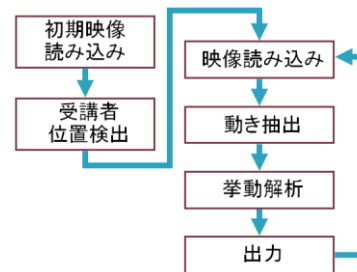 初期映像
読み込み
受講者
位置検出
映像読み込み
動き抽出
挙動解析
出力